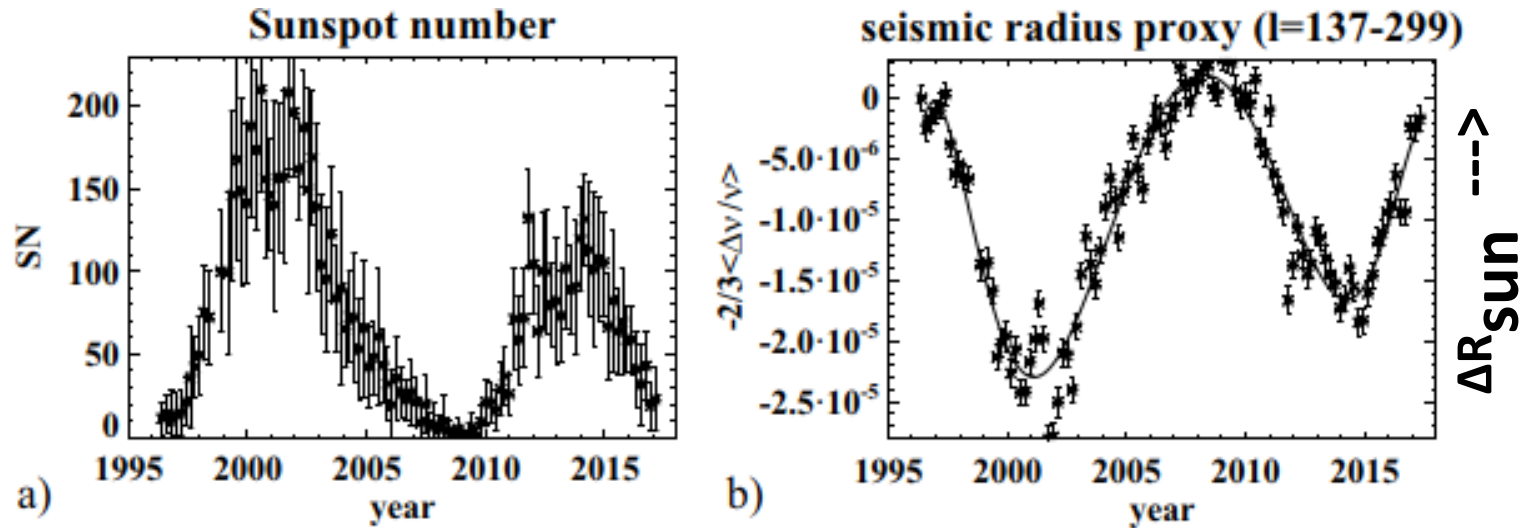 Sunspot number
SN
200
150
100
50
0
1995 2000 2005 2010 2015
year
a)
seismic radius proxy (l=137-299)
-2/3<Δν/ν>
0
-5.0·10⁻⁶
-1.0·10⁻⁵
-1.5·10⁻⁵
-2.0·10⁻⁵
-2.5·10⁻⁵
1995 2000 2005 2010 2015
year
b)
ΔRsun --->